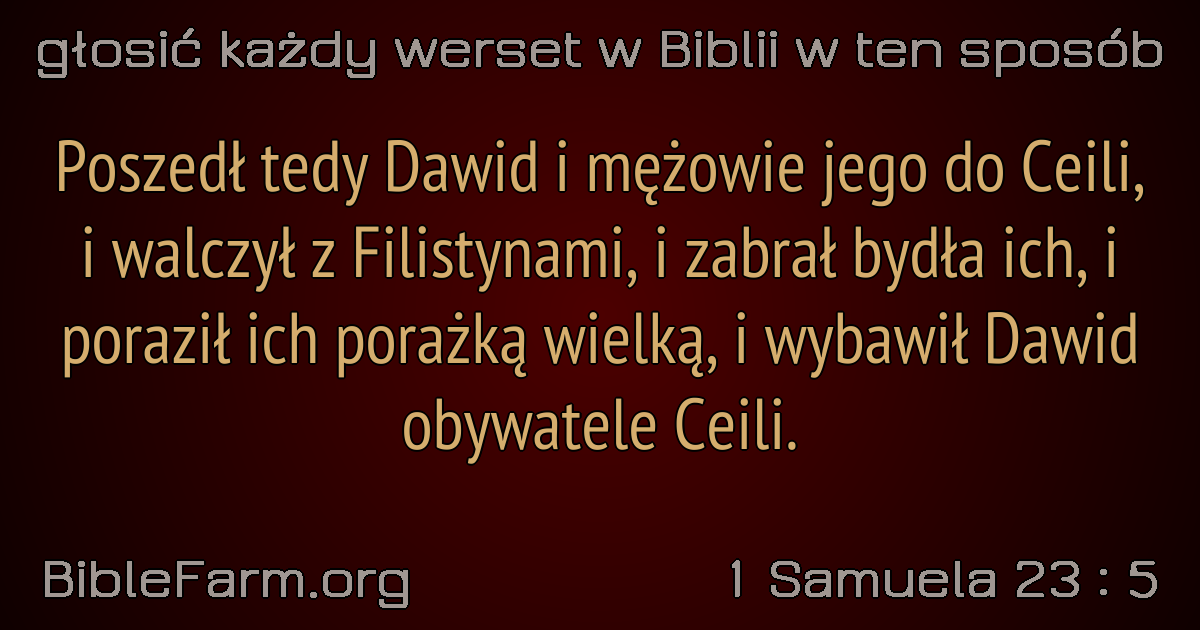 głosić każdy werset w Biblii w ten sposób
Poszedł tedy Dawid i mężowie jego do Ceili,
i walczył z Filistynami, i zabrał bydła ich, i
poraził ich porażką wielką, i wybawił Dawid
obywatele Ceili.
BibleFarm.org
1 Samuela 23 : 5